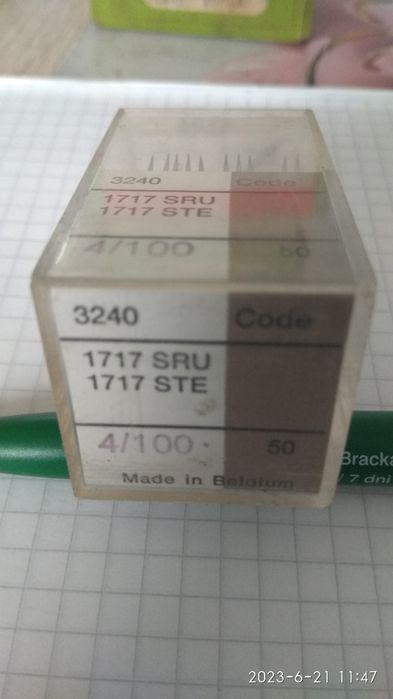 3240 Code
1717 SRU
1717 STE
4/100 50
3240 Code
1717 SRU
1717 STE
4/100 50
Made in Belgium
Bracka
/ 7 dni
2023-6-21 11:47